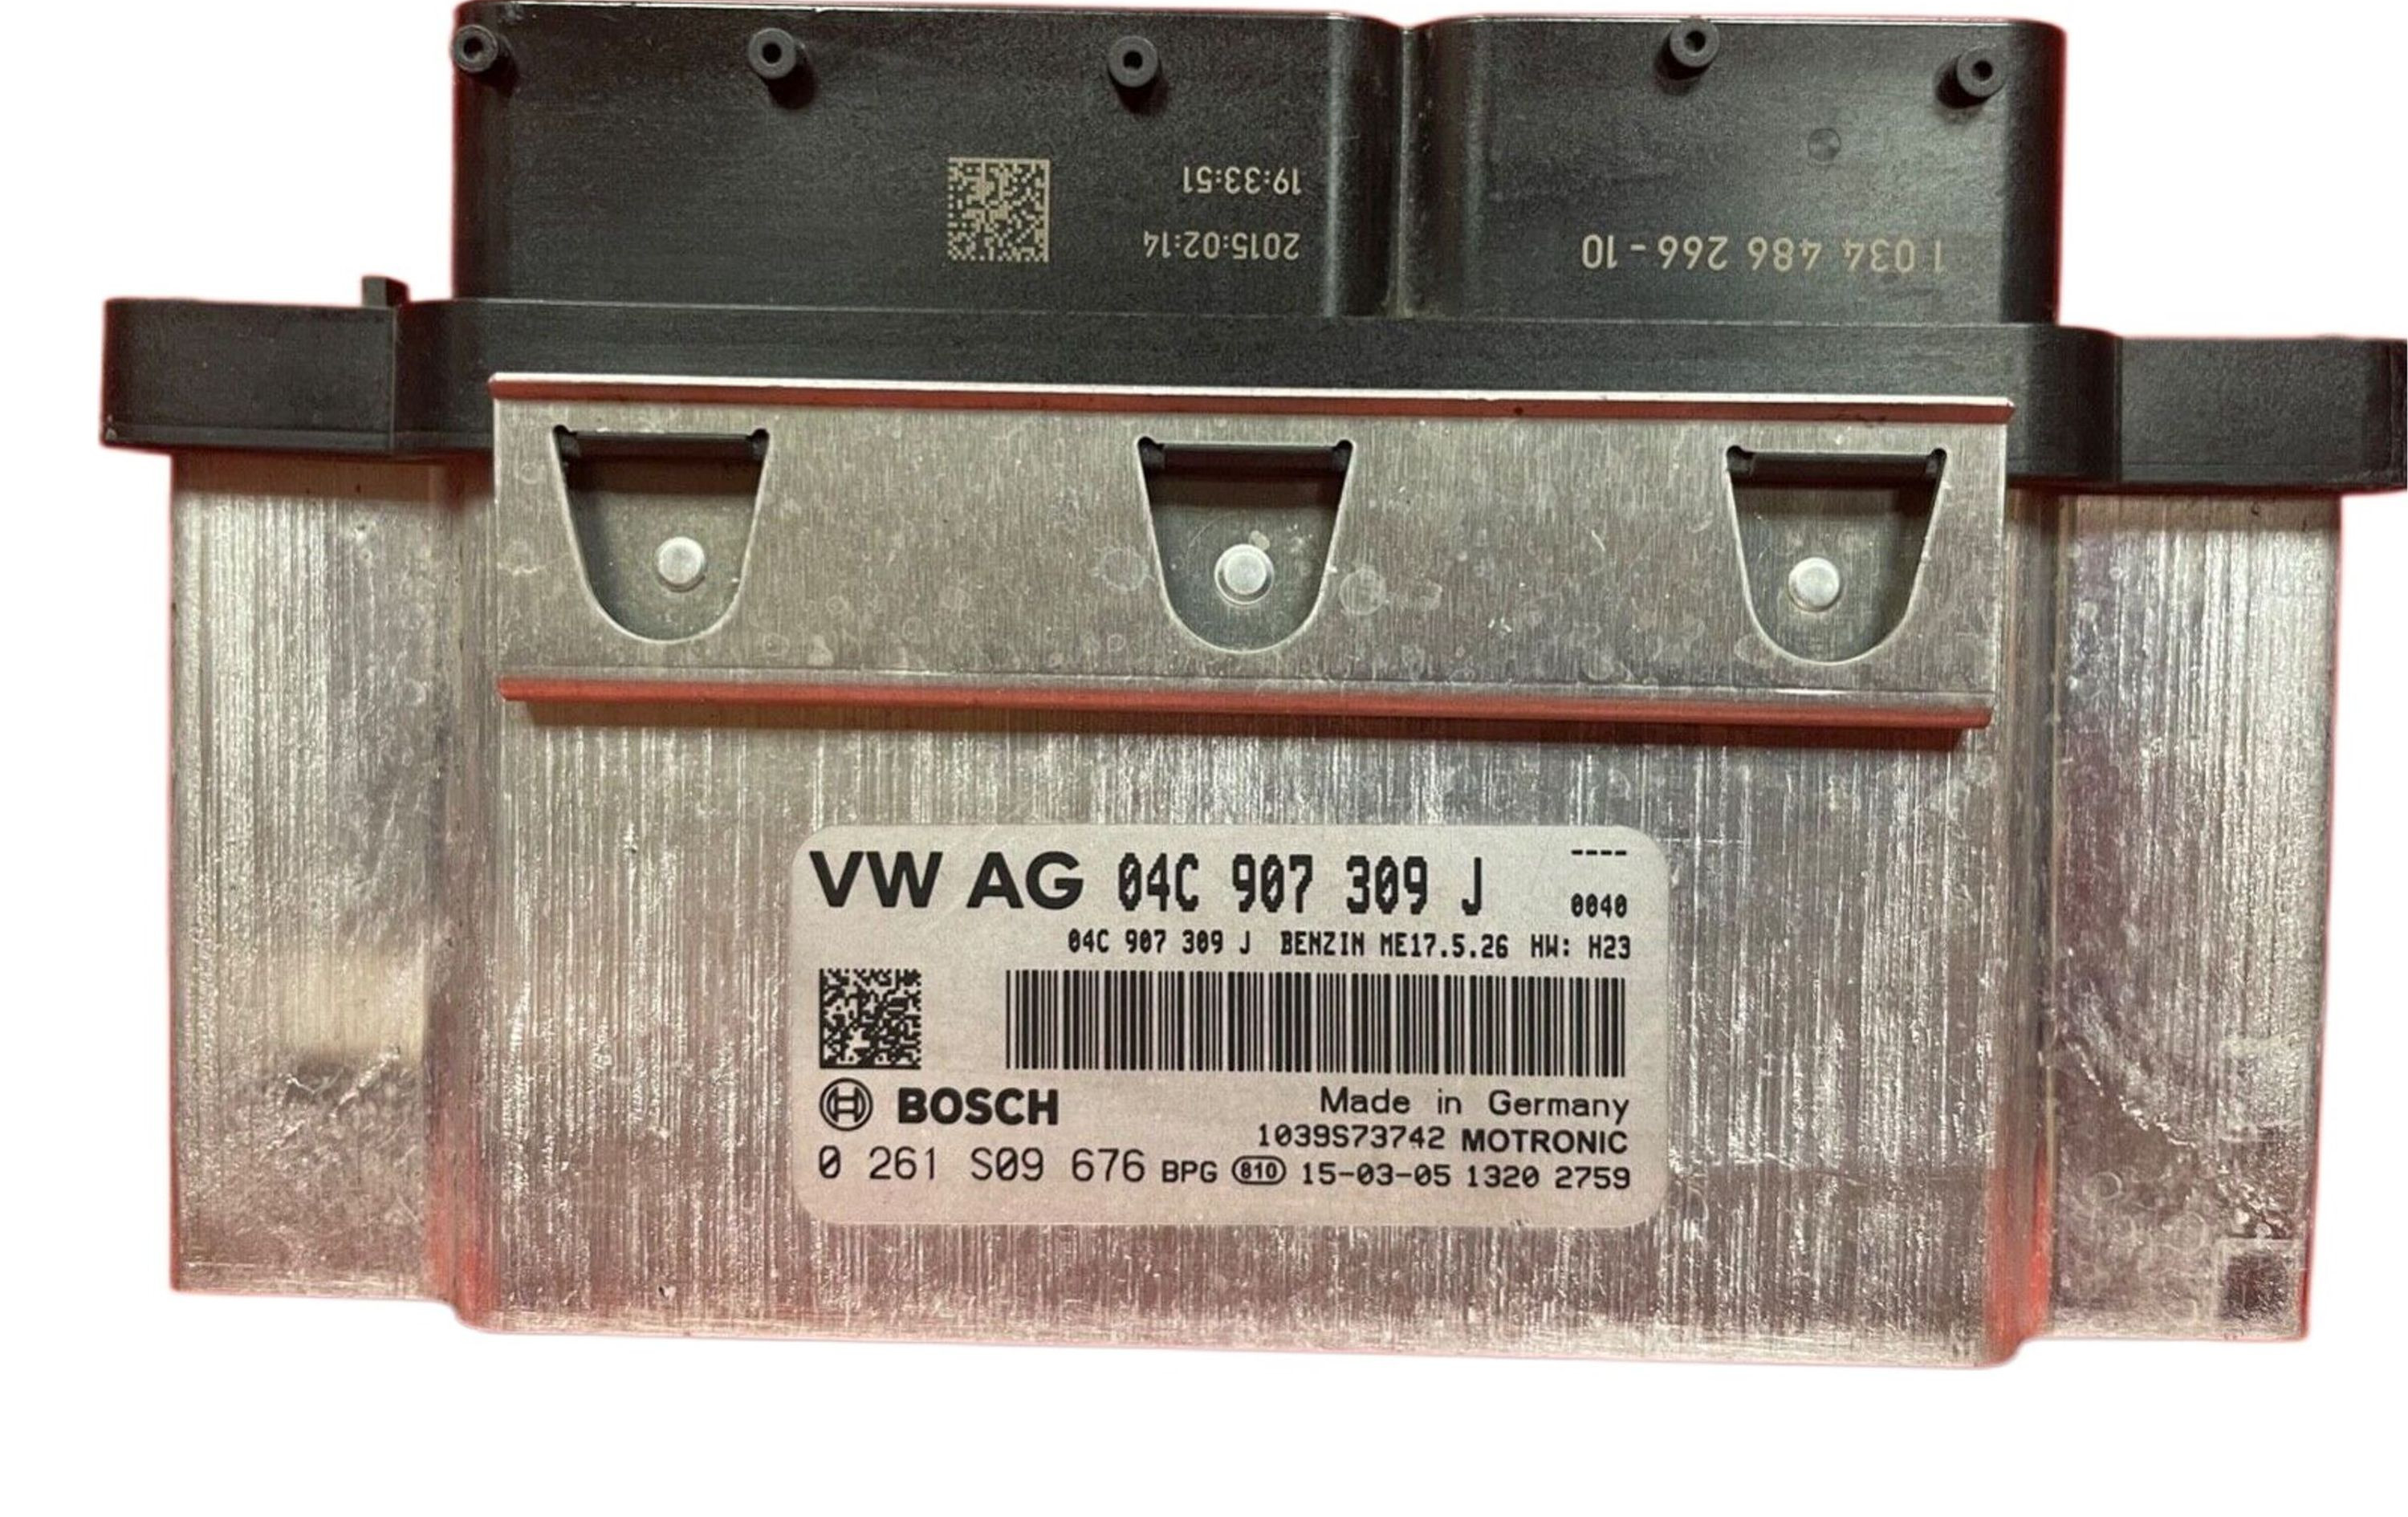 19:33:51
2015:02:14
1 034 486 266-10
VW AG 04C 907 309 J ----
0040
04C 907 309 J BENZIN ME17.5.26 HW: H23
BOSCH
Made in Germany
1039S73742 MOTRONIC
0 261 S09 676 BPG 810 15-03-05 1320 2759